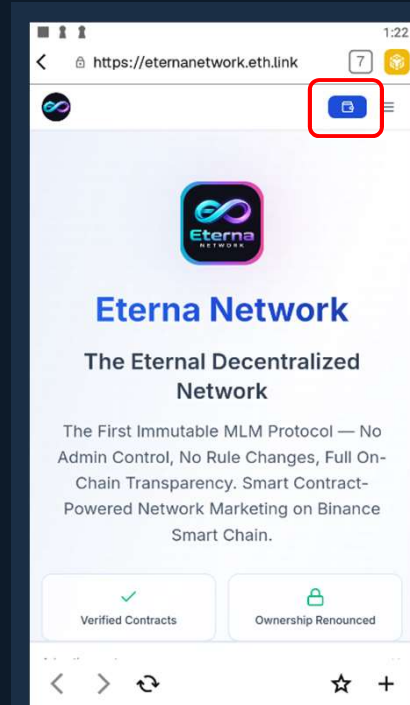 1:22
https://eternanetwork.eth.link
7
Eterna
NETWORK
Eterna Network
The Eternal Decentralized
Network
The First Immutable MLM Protocol — No
Admin Control, No Rule Changes, Full On-
Chain Transparency. Smart Contract-
Powered Network Marketing on Binance
Smart Chain.
Verified Contracts
Ownership Renounced